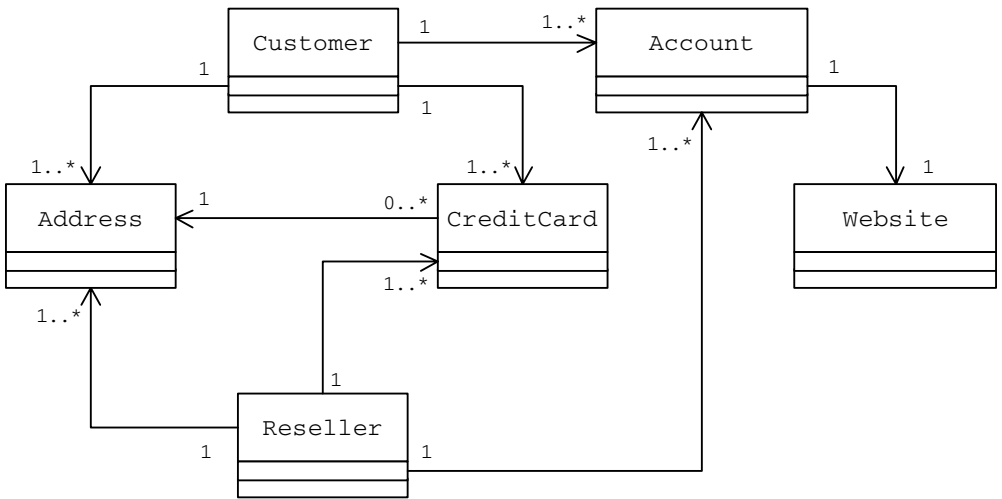 Customer
1
1..*
Account
1
1
1
1..*
1..*
1..*
1
Address
1
0..*
CreditCard
Website
1..*
1..*
1
Reseller
1
1